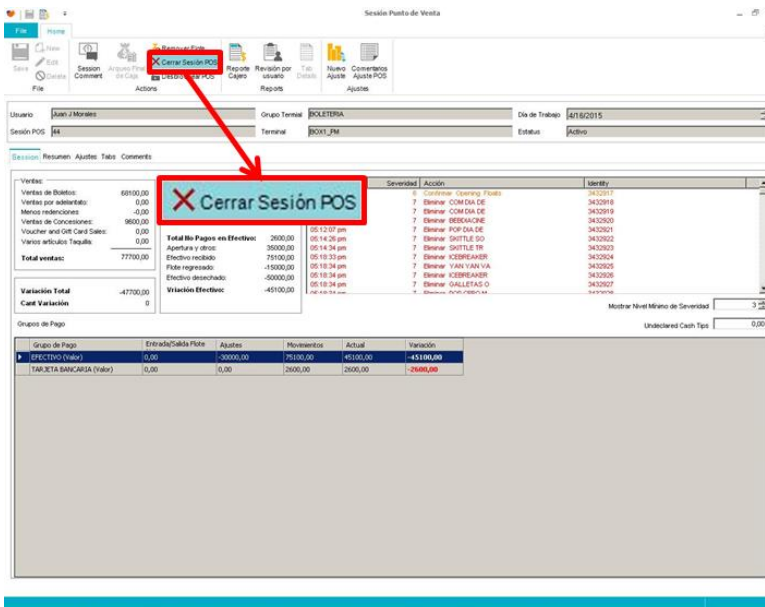 Sesión Punto de Venta
File Home
Save New Edit Delete Session Comment Arqueo Final de Caja Remover Flote Cerrar Sesión POS Desbloquear POS Reporte Cajero Revisión por usuario Tab Details Nuevo Ajuste Comentarios Ajuste POS
File Actions Reports Ajustes
Usuario Juan J Morales Grupo Termial BOLETERIA Día de Trabajo 4/16/2015
Sesión POS 44 Terminal BOX1_PM Estatus Activo
Session Resumen Ajustes Tabs Comments
Ventas:
Ventas de Boletos: 68100,00
Ventas por adelantato: 0,00
Menos redenciones -0,00
Ventas de Concesiones: 9600,00
Voucher and Gift Card Sales: 0,00
Varios artículos Taquilla: 0,00
Total ventas: 77700,00
Variación Total -47700,00
Cant Variación 0
Cerrar Sesión POS
Total No Pagos en Efectivo: 2600,00
Apertura y otros: 35000,00
Efectivo recibido 75100,00
Flote regresado: -15000,00
Efectivo desechado: -50000,00
Vriación Efectivo: -45100,00
Severidad Acción Identity
6 Confirmar Opening Floats 3432917
7 Eliminar COM DIA DE 3432918
7 Eliminar COM DIA DE 3432919
7 Eliminar BEBIDACINE 3432920
05:12:07 pm 7 Eliminar POP DIA DE 3432921
05:14:26 pm 7 Eliminar SKITTLE SO 3432922
05:14:34 pm 7 Eliminar SKITTLE TR 3432923
05:18:33 pm 7 Eliminar ICEBREAKER 3432924
05:18:34 pm 7 Eliminar YAN YAN VA 3432925
05:18:34 pm 7 Eliminar ICEBREAKER 3432926
05:18:34 pm 7 Eliminar GALLETAS O 3432927
Mostrar Nivel Mínimo de Severidad 3
Undeclared Cash Tips 0,00
Grupos de Pago
Grupo de Pago Entrada/Salida Flote Ajustes Movimientos Actual Variación
EFECTIVO (Valor) 0,00 -30000,00 75100,00 45100,00 -45100,00
TARJETA BANCARIA (Valor) 0,00 0,00 2600,00 2600,00 -2600,00